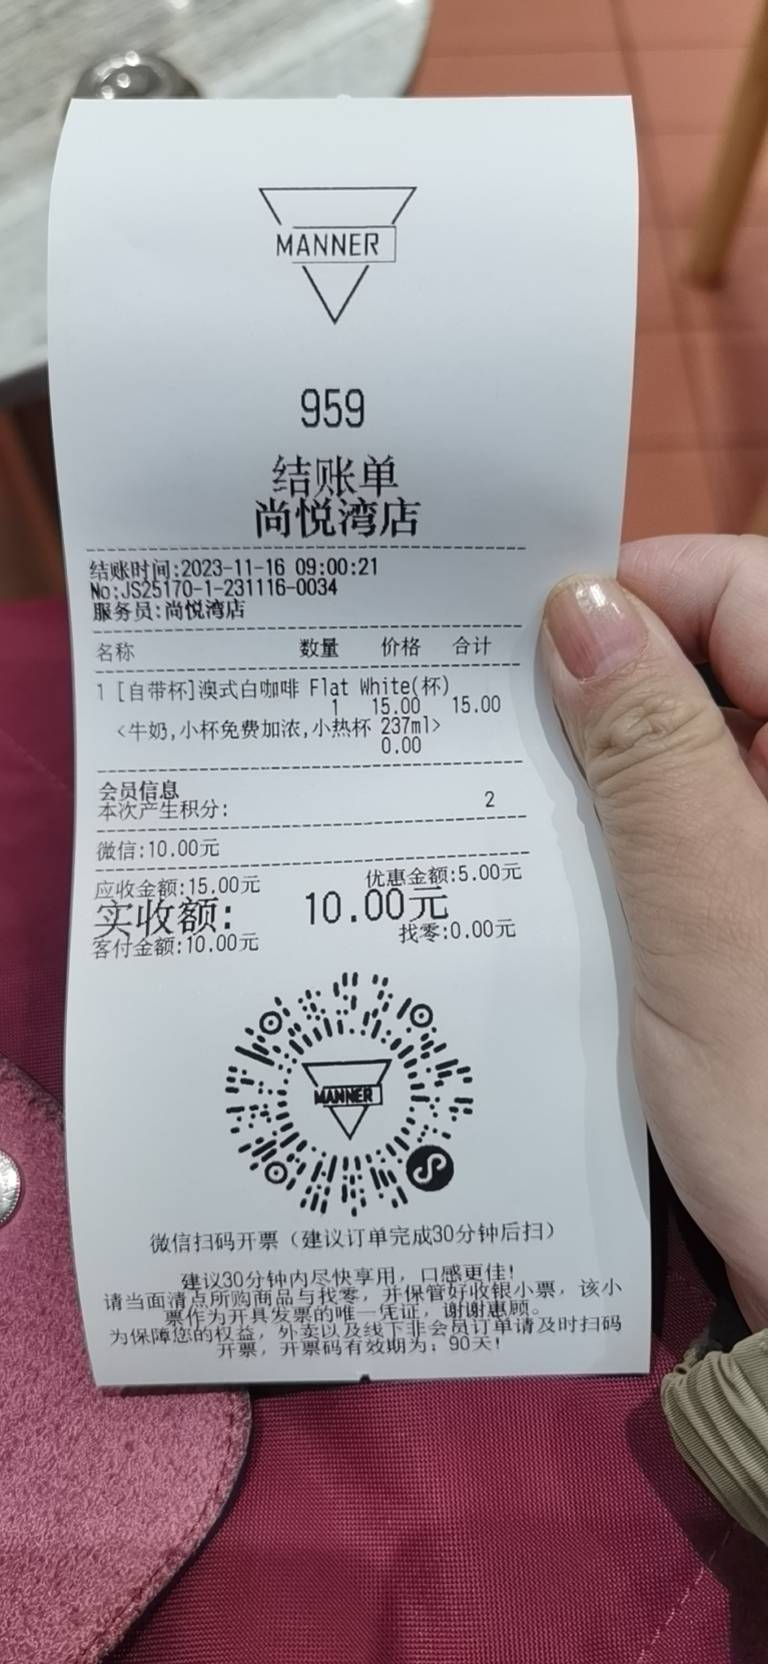 MANNER
959
结账单
尚悦湾店
结账时间:2023-11-16 09:00:21
No:JS25170-1-231116-0034
服务员:尚悦湾店
名称 数量 价格 合计
1 [自带杯]澳式白咖啡 Flat White(杯)
1 15.00 15.00
<牛奶,小杯免费加浓,小热杯 237ml>
0.00
会员信息
本次产生积分: 2
微信:10.00元
应收金额:15.00元 优惠金额:5.00元
实收额: 10.00元
客付金额:10.00元 找零:0.00元
MANNER
微信扫码开票（建议订单完成30分钟后扫）
建议30分钟内尽快享用，口感更佳!
请当面清点所购商品与找零，并保管好收银小票，该小
票作为开具发票的唯一凭证，谢谢惠顾。
为保障您的权益，外卖以及线下非会员订单请及时扫码
开票，开票码有效期为：90天!